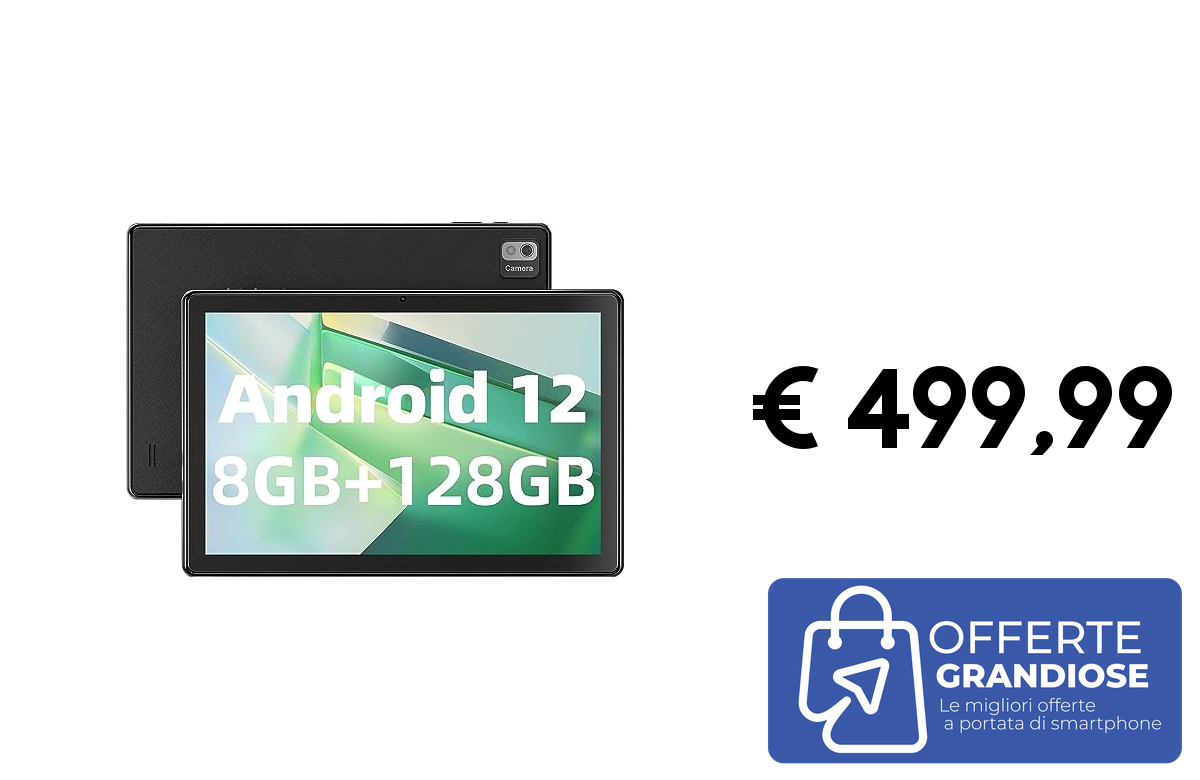 Camera
Android 12
8GB+128GB
€ 499,99
OFFERTE
GRANDIOSE
Le migliori offerte
a portata di smartphone